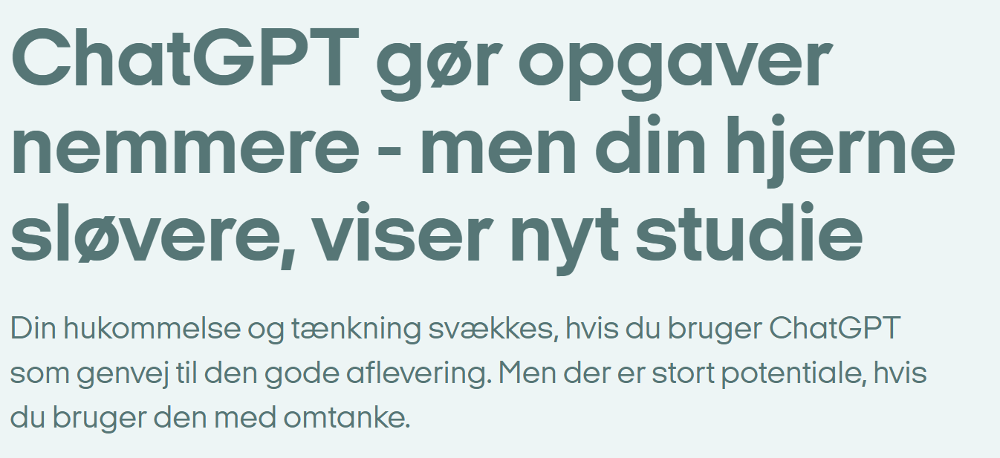 ChatGPT gør opgaver
nemmere - men din hjerne
sløvere, viser nyt studie
Din hukommelse og tænkning svækkes, hvis du bruger ChatGPT
som genvej til den gode aflevering. Men der er stort potentiale, hvis
du bruger den med omtanke.